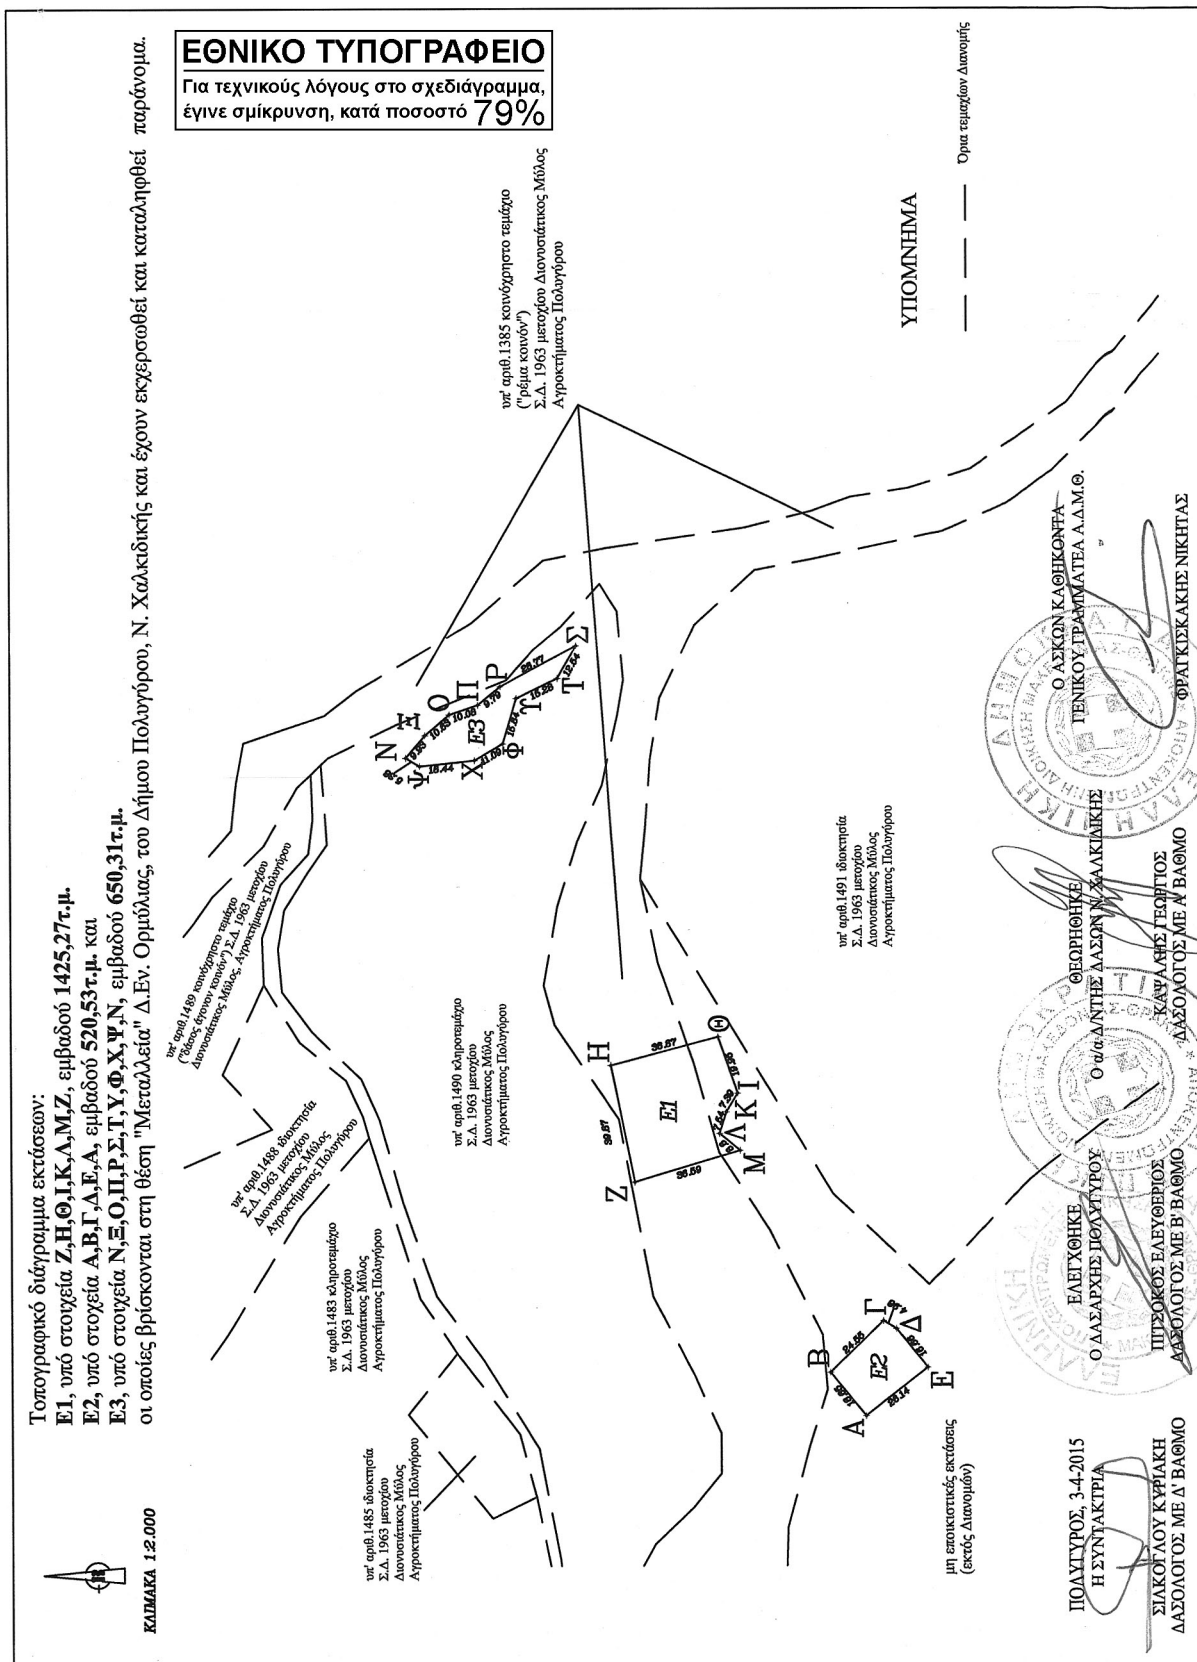 ΕΘΝΙΚΟ ΤΥΠΟΓΡΑΦΕΙΟ
Για τεχνικούς λόγους στο σχεδιάγραμμα,
έγινε σμίκρυνση, κατά ποσοστό 79%
Τοπογραφικό διάγραμμα εκτάσεων:
Ε1, υπό στοιχεία Ζ,Η,Θ,Ι,Κ,Λ,Μ,Ζ, εμβαδού 1425,27τ.μ.
Ε2, υπό στοχεία Α,Β,Γ,Δ,Ε,Α, εμβαδού 520,53τ.μ. και
Ε3, υπό στοιχεία Ν,Ξ,Ο,Π,Ρ,Σ,Τ,Υ,Φ,Χ,Ψ,Ν, εμβαδού 650,31τ.μ.
οι οποίες βρίσκονται στη θέση "Μεταλλεία" Δ.Εν. Ορμύλιας, του Δήμου Πολυγύρου, Ν. Χαλκιδικής και έχουν εκχερσωθεί και καταληφθεί παράνομα.
ΚΛΙΜΑΚΑ 1:2.000
υπ' αριθ.1385 κοινόχρηστο τεμάχιο
("ρέμα κοινόν")
Σ.Δ. 1963 μετοχίου Διονυσιάτικος Μύλος
Αγροκτήματος Πολυγύρου
υπ' αριθ.1489 κοινόχρηστο τεμάχιο
("δάσος άγονον κοινόν") Σ.Δ. 1963 μετοχίου
Διονυσιάτικος Μύλος, Αγροκτήματος Πολυγύρου
υπ' αριθ.1488 ιδιοκτησία
Σ.Δ. 1963 μετοχίου
Διονυσιάτικος Μύλος
Αγροκτήματος Πολυγύρου
υπ' αριθ.1490 κληροτεμάχιο
Σ.Δ. 1963 μετοχίου
Διονυσιάτικος Μύλος
Αγροκτήματος Πολυγύρου
υπ' αριθ.1483 κληροτεμάχιο
Σ.Δ. 1963 μετοχίου
Διονυσιάτικος Μύλος
Αγροκτήματος Πολυγύρου
υπ' αριθ.1485 ιδιοκτησία
Σ.Δ. 1963 μετοχίου
Διονυσιάτικος Μύλος
Αγροκτήματος Πολυγύρου
υπ' αριθ.1491 ιδιοκτησία
Σ.Δ. 1963 μετοχίου
Διονυσιάτικος Μύλος
Αγροκτήματος Πολυγύρου
μη εποικιστικές εκτάσεις
(εκτός Διανομών)
Ν
Ξ
Ο
Π
Ρ
Σ
Τ
Υ
Φ
Χ
Ψ
Ε3
12.54
Ζ
Η
Θ
Ι
Κ
Λ
Μ
Ε1
Α
Β
Γ
Δ
Ε
Ε2
24.55
ΥΠΟΜΝΗΜΑ
Όρια τεμαχίων Διανομής
ΠΟΛΥΓΥΡΟΣ, 3-4-2015
Η ΣΥΝΤΑΚΤΡΙΑ
ΣΙΑΚΟΓΛΟΥ ΚΥΡΙΑΚΗ
ΔΑΣΟΛΟΓΟΣ ΜΕ Δ' ΒΑΘΜΟ
ΕΛΕΓΧΘΗΚΕ
Ο ΔΑΣΑΡΧΗΣ ΠΟΛΥΓΥΡΟΥ
ΠΙΤΣΟΚΟΣ ΕΛΕΥΘΕΡΙΟΣ
ΔΑΣΟΛΟΓΟΣ ΜΕ Β' ΒΑΘΜΟ
ΘΕΩΡΗΘΗΚΕ
Ο α/α Δ/ΝΤΗΣ ΔΑΣΩΝ Ν. ΧΑΛΚΙΔΙΚΗΣ
ΚΑΨΑΛΗΣ ΓΕΩΡΓΙΟΣ
ΔΑΣΟΛΟΓΟΣ ΜΕ Α' ΒΑΘΜΟ
Ο ΑΣΚΩΝ ΚΑΘΗΚΟΝΤΑ
ΓΕΝΙΚΟΥ ΓΡΑΜΜΑΤΕΑ Α.Δ.Μ.Θ.
ΦΡΑΓΚΙΣΚΑΚΗΣ ΝΙΚΗΤΑΣ